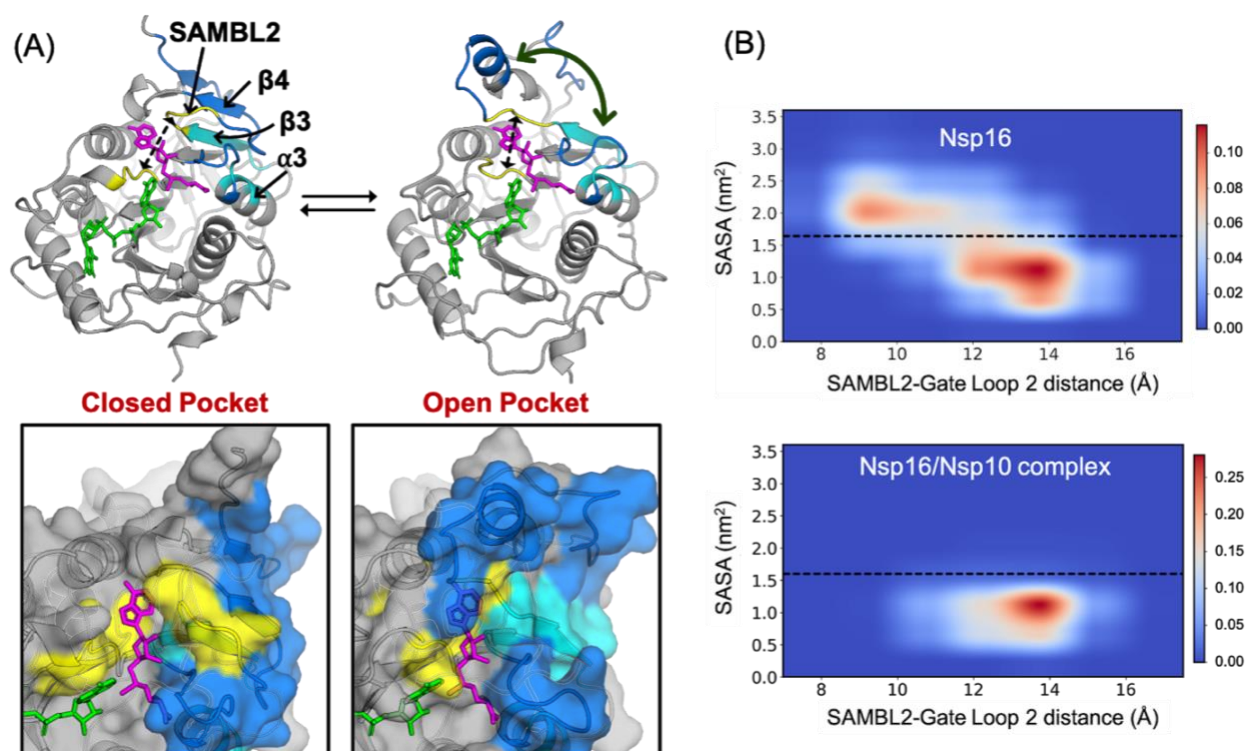 (A)
SAMBL2
β4
β3
α3
Closed Pocket
Open Pocket
(B)
Nsp16
SASA (nm²)
3.5
3.0
2.5
2.0
1.5
1.0
0.5
0.0
8 10 12 14 16
SAMBL2-Gate Loop 2 distance (Å)
0.10
0.08
0.06
0.04
0.02
0.00
Nsp16/Nsp10 complex
SASA (nm²)
3.5
3.0
2.5
2.0
1.5
1.0
0.5
0.0
8 10 12 14 16
SAMBL2-Gate Loop 2 distance (Å)
0.25
0.20
0.15
0.10
0.05
0.00